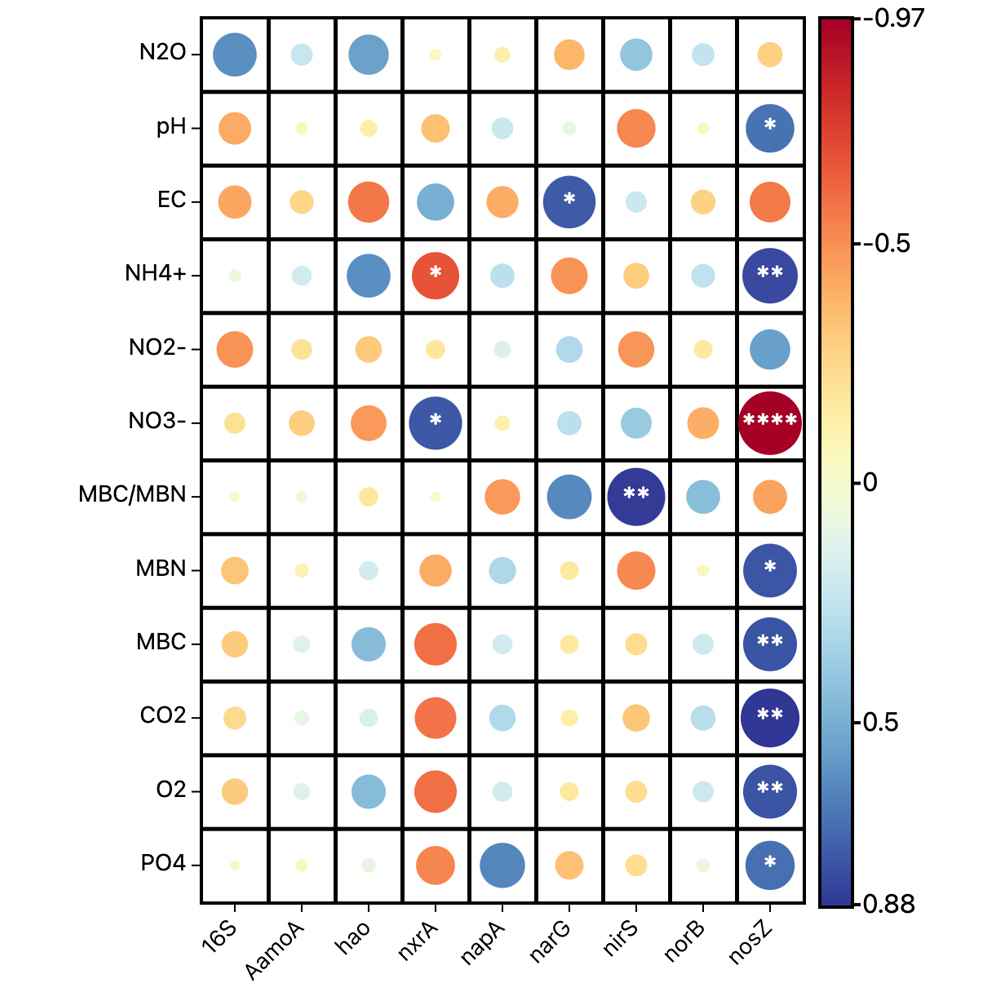 N2O
-0.97
pH
*
EC
*
-0.5
NH4+
* **
NO2-
NO3-
* ****
0
MBC/MBN
**
MBN
*
MBC
**
CO2
**
0.5
O2
**
PO4
*
0.88
16S AamoA hao nxrA napA narG nirS norB nosZ